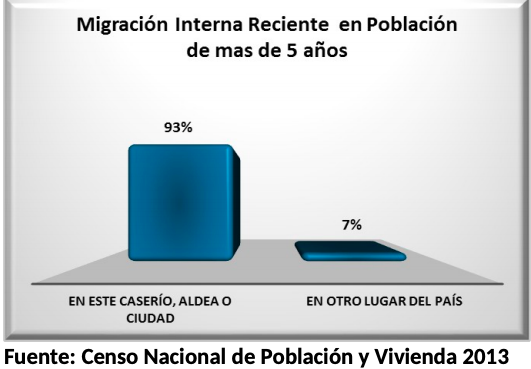 Migración Interna Reciente en Población
de mas de 5 años
93%
7%
EN ESTE CASERÍO, ALDEA O
CIUDAD
EN OTRO LUGAR DEL PAÍS
Fuente: Censo Nacional de Población y Vivienda 2013